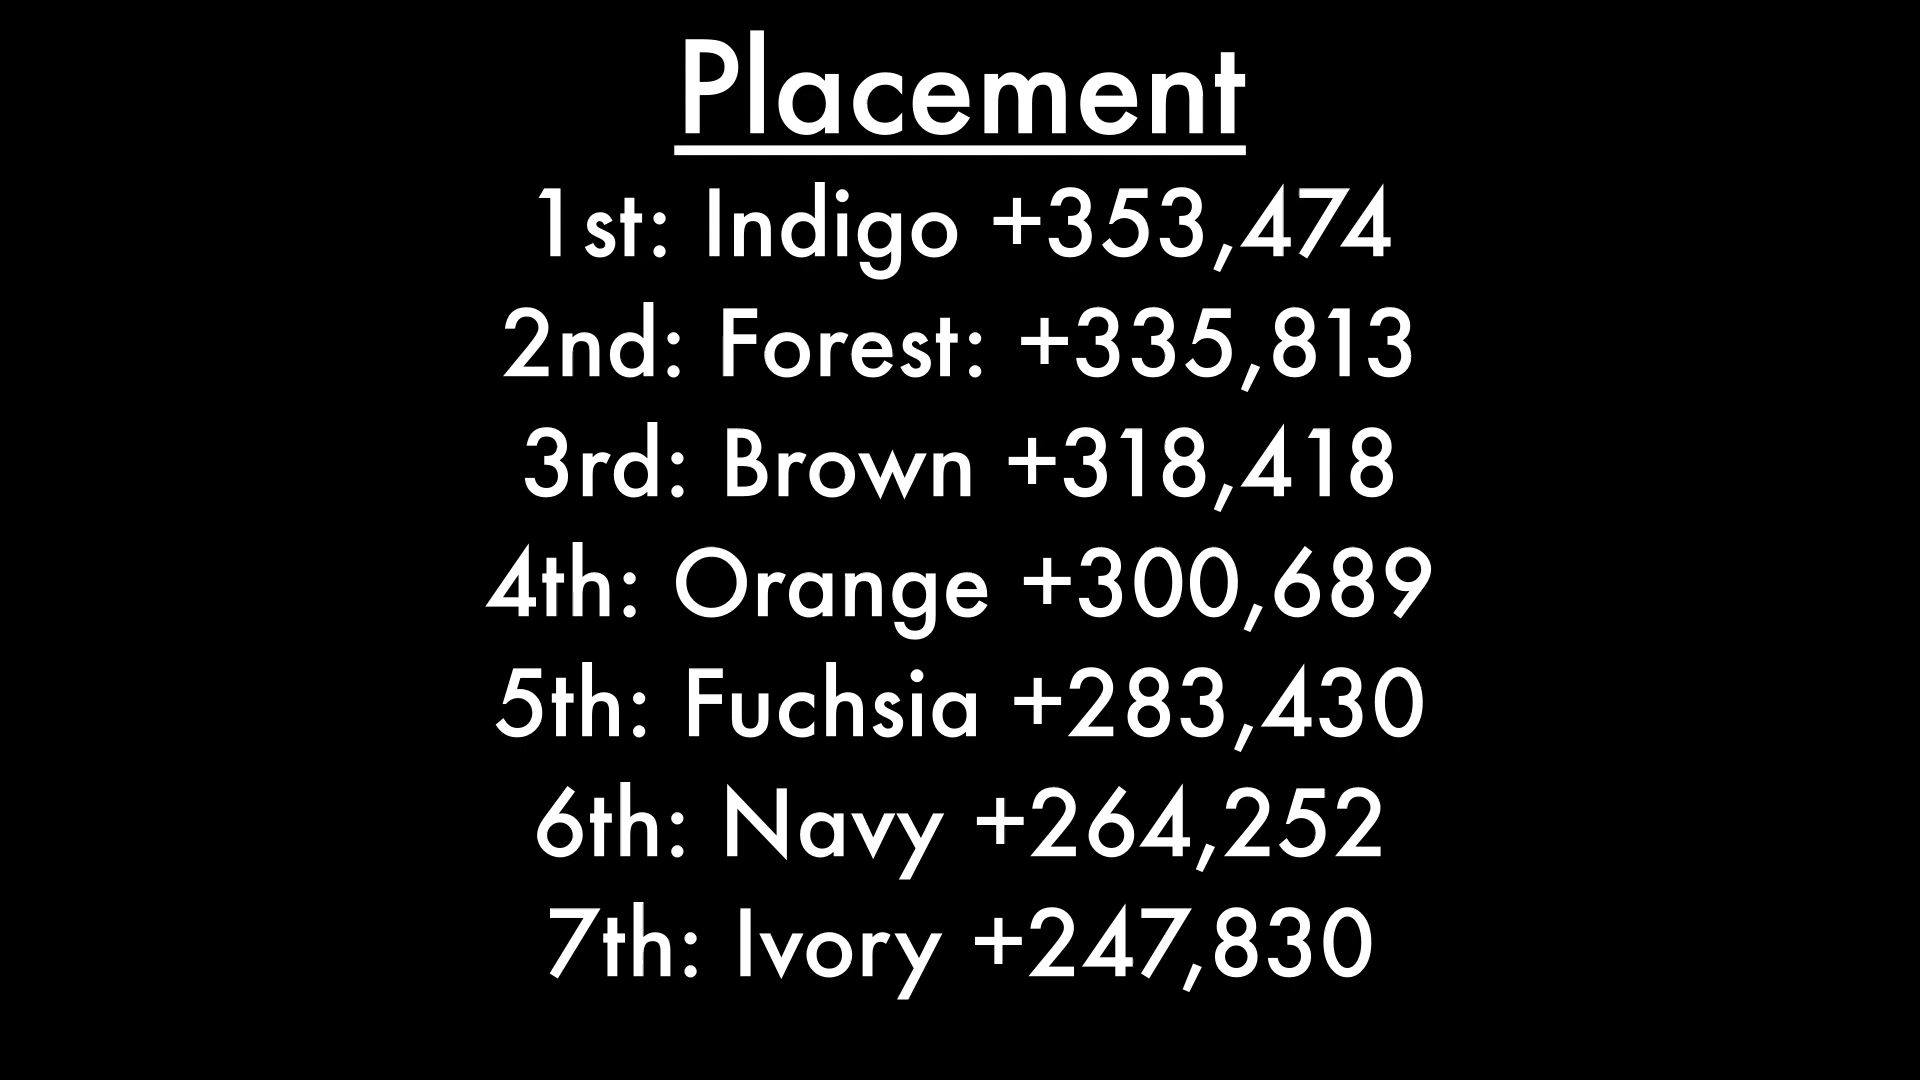 Placement
1st: Indigo +353,474
2nd: Forest: +335,813
3rd: Brown +318,418
4th: Orange +300,689
5th: Fuchsia +283,430
6th: Navy +264,252
7th: Ivory +247,830